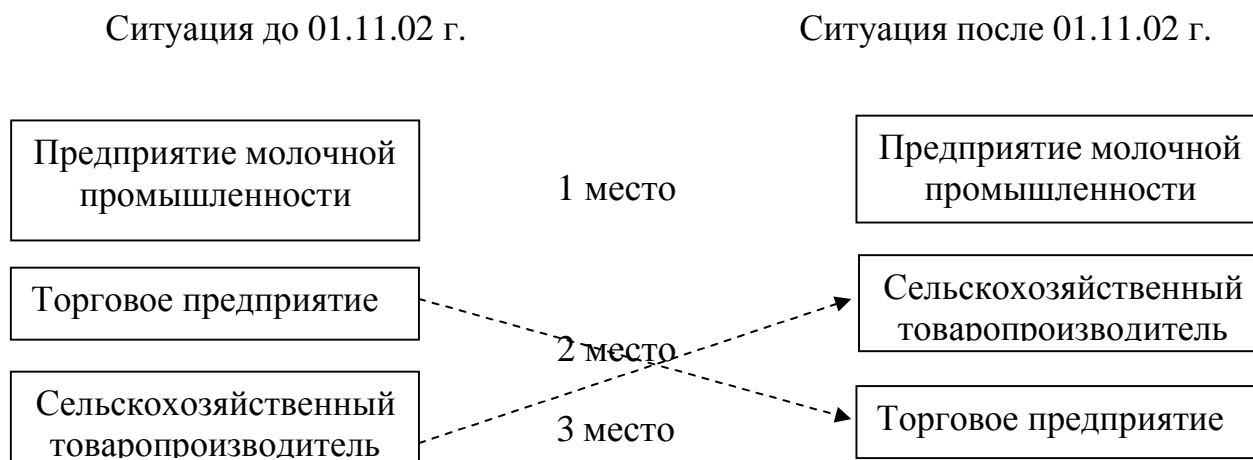 Ситуация до 01.11.02 г.
Ситуация после 01.11.02 г.
Предприятие молочной
промышленности
1 место
Предприятие молочной
промышленности
Торговое предприятие
2 место
Сельскохозяйственный
товаропроизводитель
Сельскохозяйственный
товаропроизводитель
3 место
Торговое предприятие